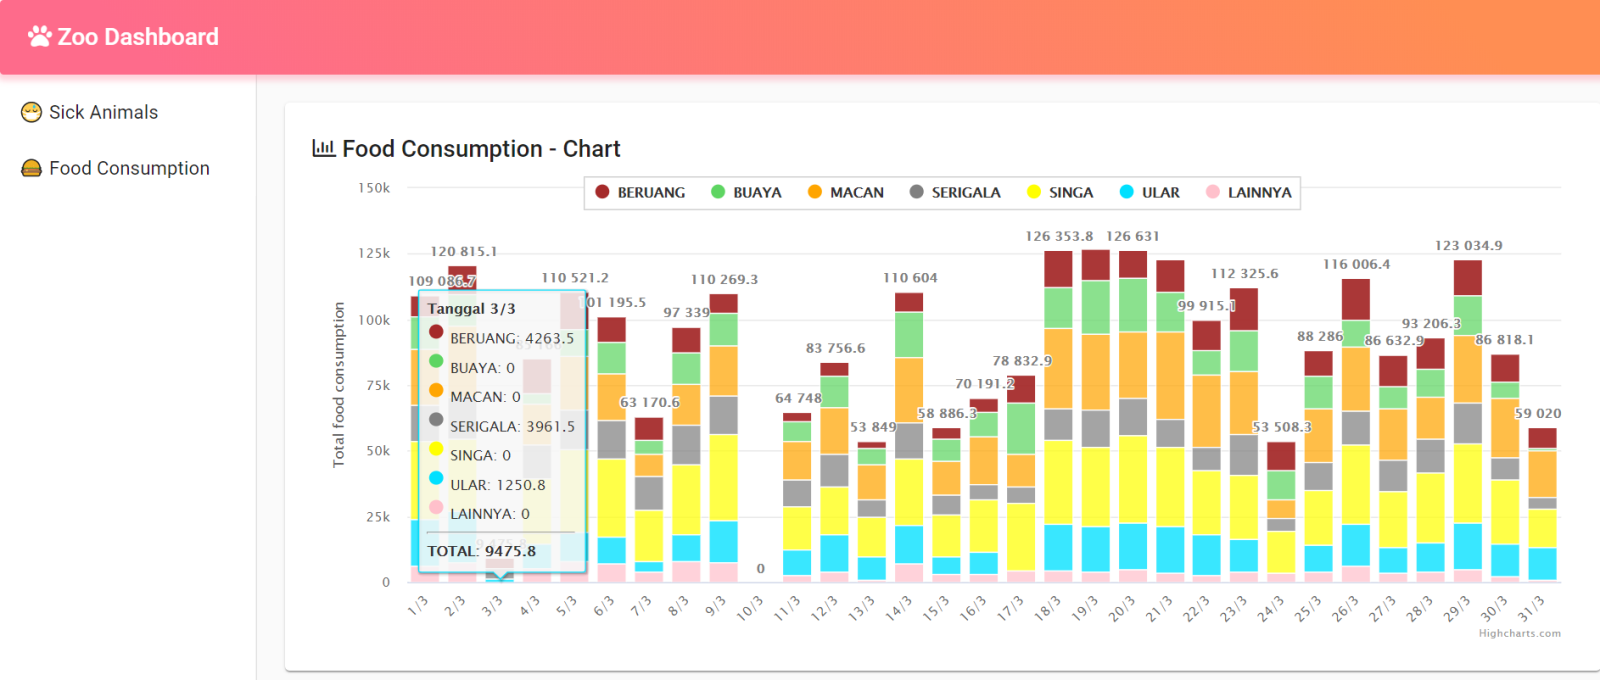 Zoo Dashboard
Sick Animals
Food Consumption
Food Consumption - Chart
BERUANG BUAYA MACAN SERIGALA SINGA ULAR LAINNYA
Total food consumption
150k
125k
100k
75k
50k
25k
0
109 086.7
120 815.1
9 475.8
110 521.2
101 195.5
63 170.6
97 339
110 269.3
0
64 748
83 756.6
53 849
110 604
58 886.3
70 191.2
78 832.9
126 353.8
126 631
99 915.1
112 325.6
53 508.3
88 286
116 006.4
86 632.9
93 206.3
123 034.9
86 818.1
59 020
Tanggal 3/3
BERUANG: 4263.5
BUAYA: 0
MACAN: 0
SERIGALA: 3961.5
SINGA: 0
ULAR: 1250.8
LAINNYA: 0
TOTAL: 9475.8
1/3 2/3 3/3 4/3 5/3 6/3 7/3 8/3 9/3 10/3 11/3 12/3 13/3 14/3 15/3 16/3 17/3 18/3 19/3 20/3 21/3 22/3 23/3 24/3 25/3 26/3 27/3 28/3 29/3 30/3 31/3
Highcharts.com